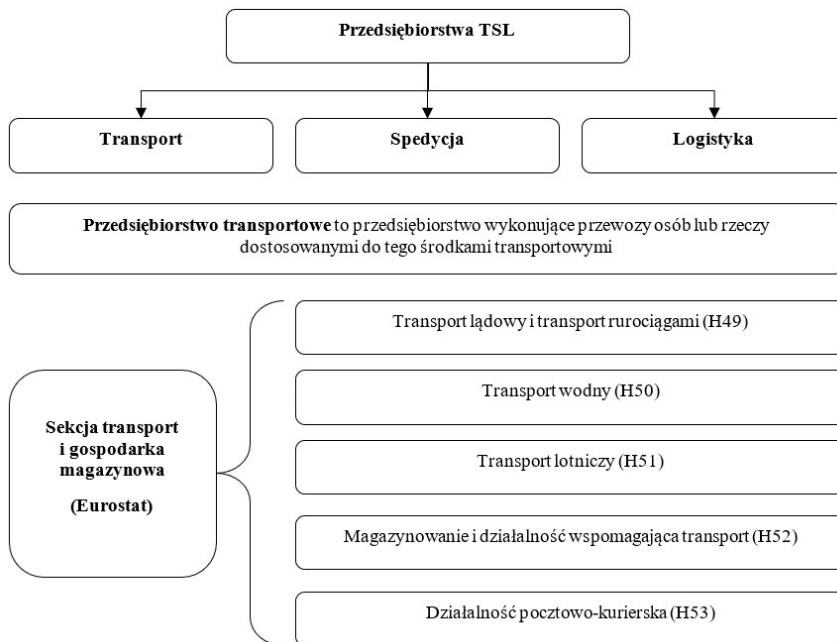 Przedsiębiorstwa TSL
Transport
Spedycja
Logistyka
Przedsiębiorstwo transportowe to przedsiębiorstwo wykonujące przewozy osób lub rzeczy
dostosowanymi do tego środkami transportowymi
Sekcja transport
i gospodarka
magazynowa
(Eurostat)
Transport lądowy i transport rurociągami (H49)
Transport wodny (H50)
Transport lotniczy (H51)
Magazynowanie i działalność wspomagająca transport (H52)
Działalność pocztowo-kurierska (H53)